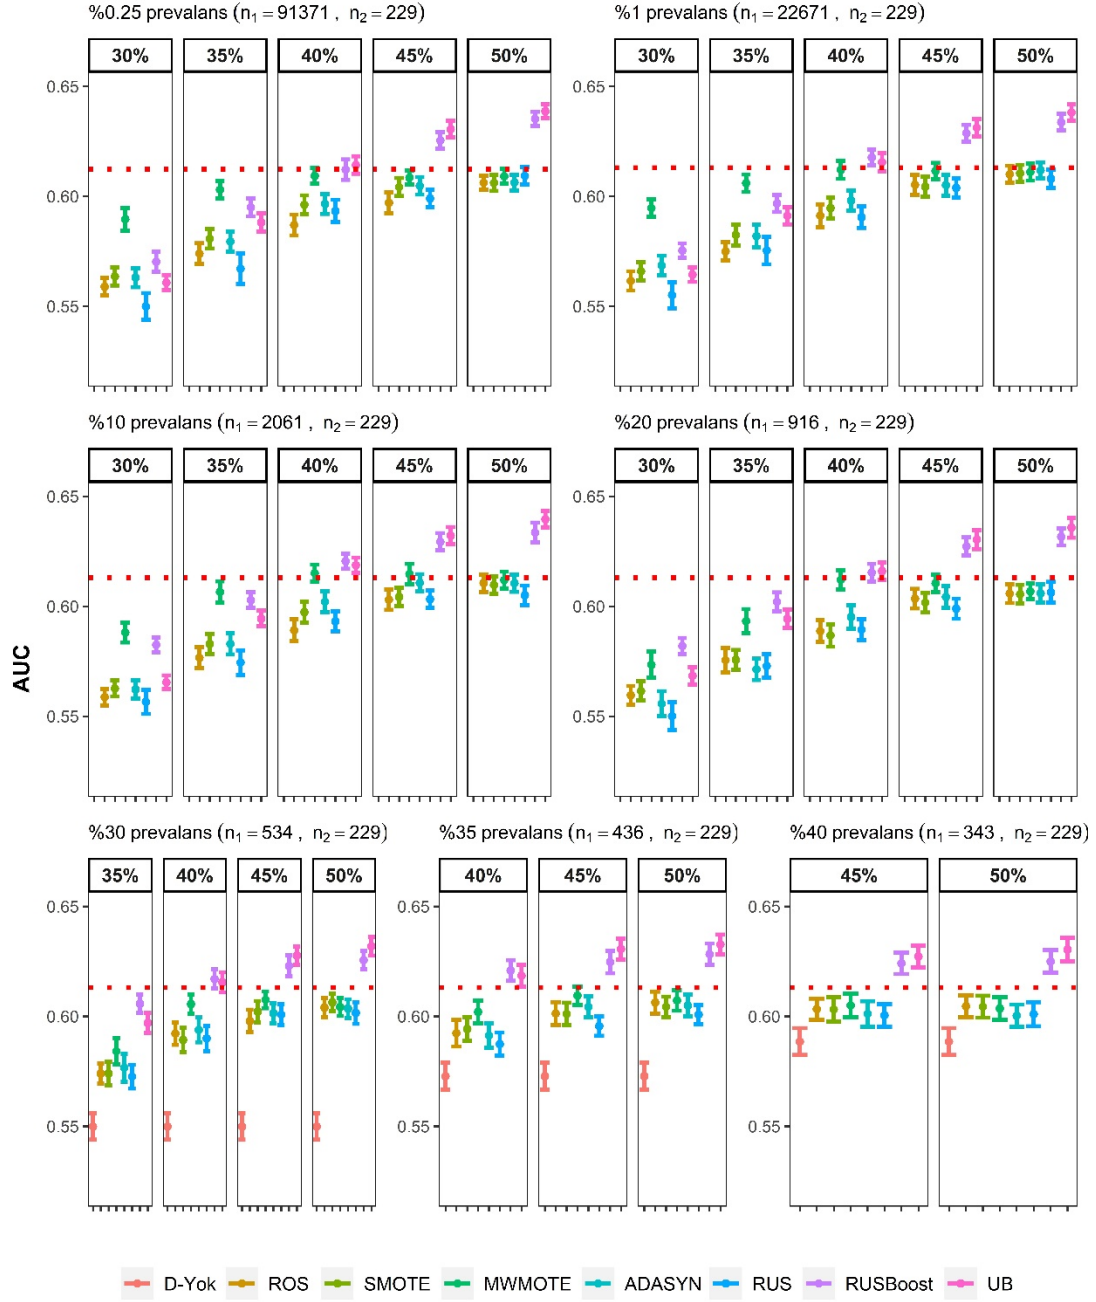 %0.25 prevalans (n₁ = 91371 , n₂ = 229)
%1 prevalans (n₁ = 22671 , n₂ = 229)
30% 35% 40% 45% 50%
30% 35% 40% 45% 50%
0.65
0.60
0.55
0.65
0.60
0.55
%10 prevalans (n₁ = 2061 , n₂ = 229)
%20 prevalans (n₁ = 916 , n₂ = 229)
30% 35% 40% 45% 50%
30% 35% 40% 45% 50%
0.65
0.60
0.55
0.65
0.60
0.55
AUC
%30 prevalans (n₁ = 534 , n₂ = 229)
%35 prevalans (n₁ = 436 , n₂ = 229)
%40 prevalans (n₁ = 343 , n₂ = 229)
35% 40% 45% 50%
40% 45% 50%
45% 50%
0.65
0.60
0.55
0.65
0.60
0.55
0.65
0.60
0.55
D-Yok ROS SMOTE MWMOTE ADASYN RUS RUSBoost UB